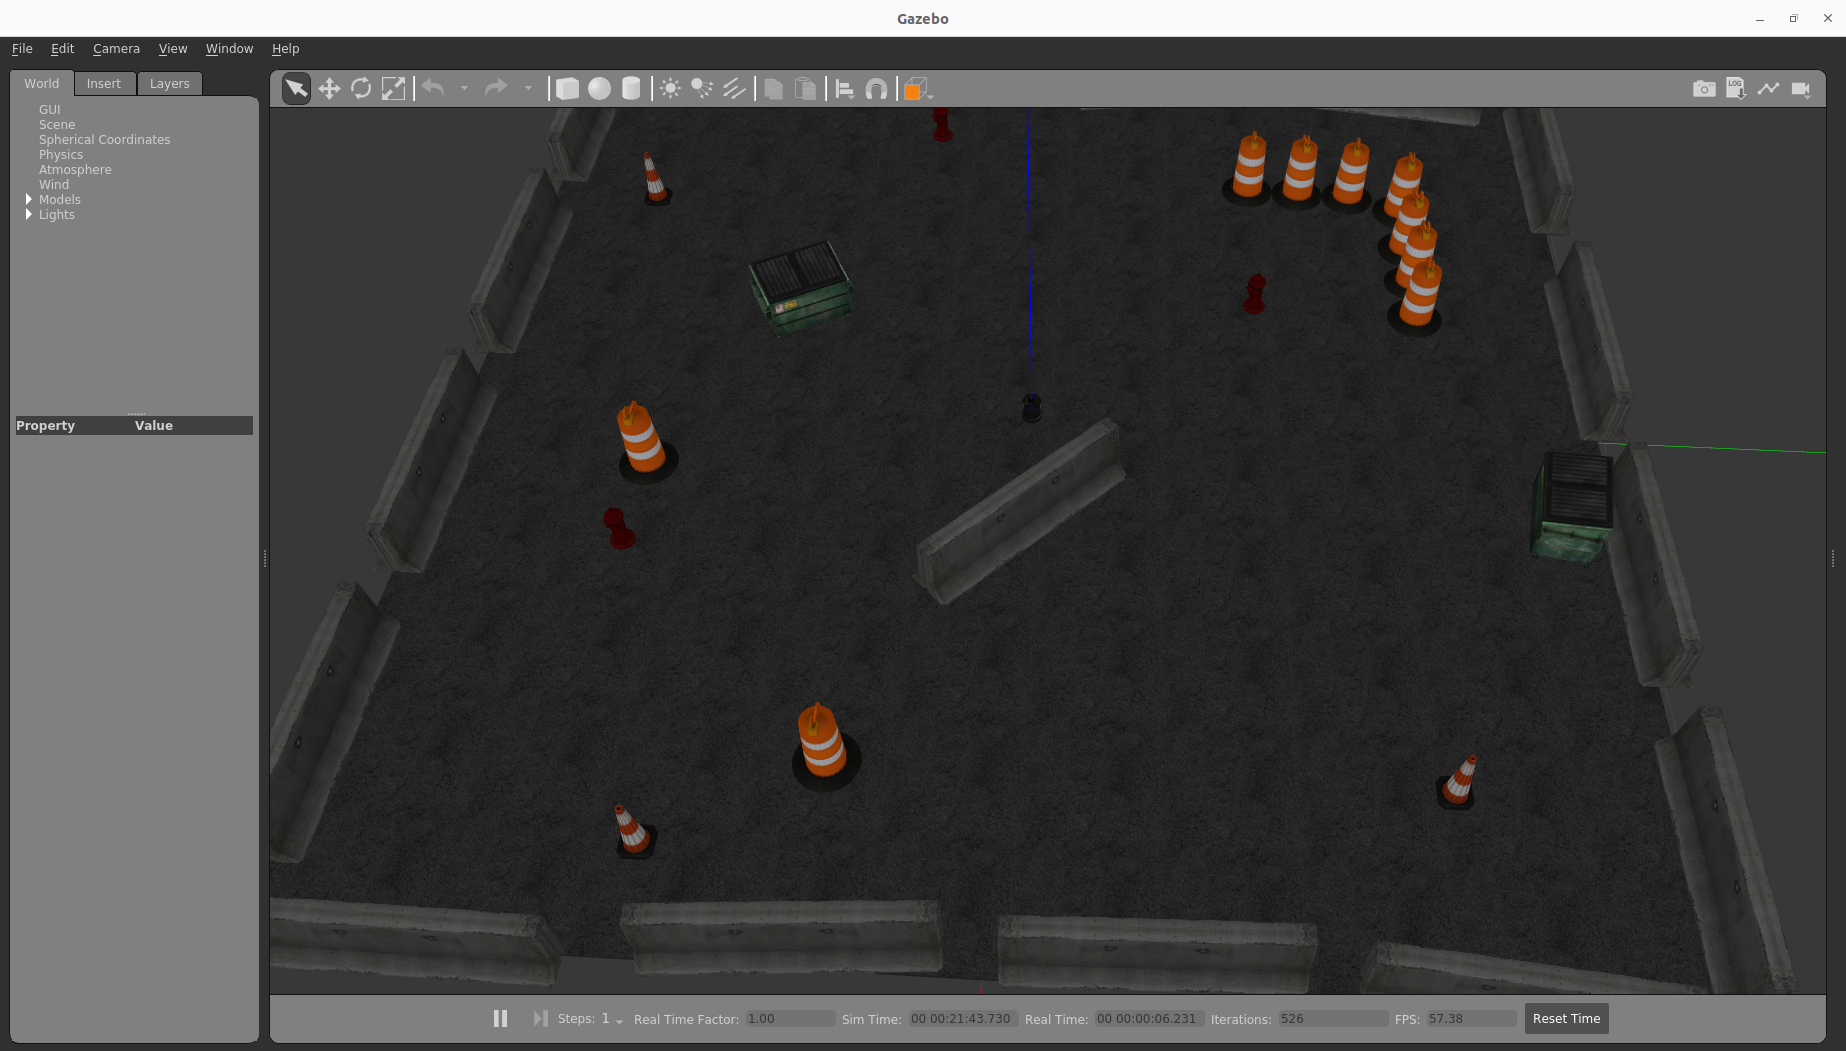 Gazebo
File Edit Camera View Window Help
World Insert Layers
LOG
GUI
Scene
Spherical Coordinates
Physics
Atmosphere
Wind
Models
Lights
Property Value
Steps: 1 Real Time Factor: 1.00 Sim Time: 00 00:21:43.730 Real Time: 00 00:00:06.231 Iterations: 526 FPS: 57.38 Reset Time